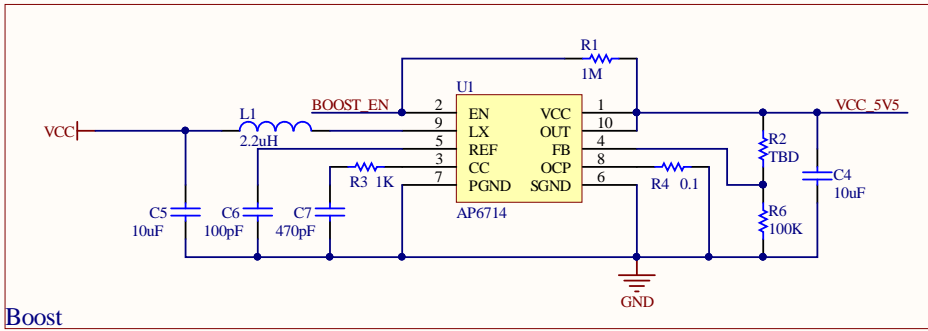 R1
1M
U1
BOOST_EN
2 EN VCC 1
VCC_5V5
L1
VCC
2.2uH
9 LX OUT 10
5 REF FB 4
R2
TBD
3 CC OCP 8
R3 1K
R4 0.1
7 PGND SGND 6
C4
10uF
AP6714
C5
10uF
C6
100pF
C7
470pF
R6
100K
GND
Boost